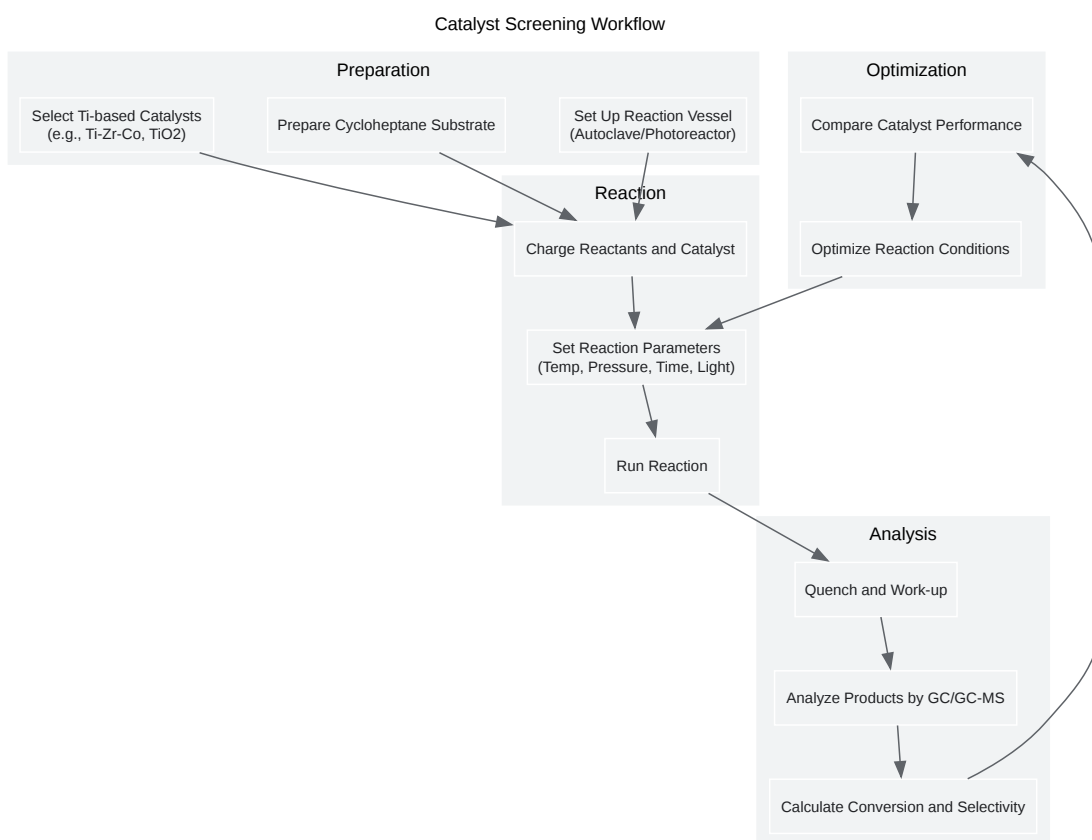 Catalyst Screening Workflow
Preparation
Select Ti-based Catalysts
(e.g., Ti-Zr-Co, TiO2)
Prepare Cycloheptane Substrate
Set Up Reaction Vessel
(Autoclave/Photoreactor)
Optimization
Compare Catalyst Performance
Optimize Reaction Conditions
Reaction
Charge Reactants and Catalyst
Set Reaction Parameters
(Temp, Pressure, Time, Light)
Run Reaction
Analysis
Quench and Work-up
Analyze Products by GC/GC-MS
Calculate Conversion and Selectivity